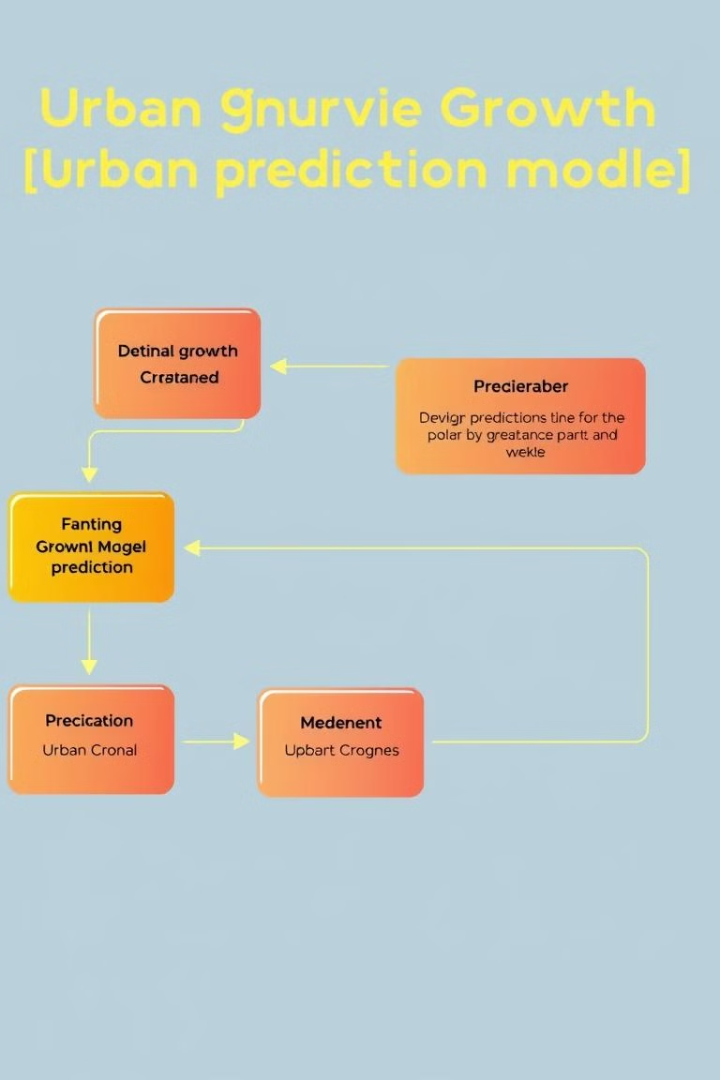 Urban gnurvie Growth
[Urban prediction modle]
Detinal growth
Crrataned
Precieraber
Devigr predictions tine for the
polar by greatance partt and
wekle
Fanting
Grownl Mogel
prediction
Precication
Urban Cronal
Medenent
Upbart Crognes